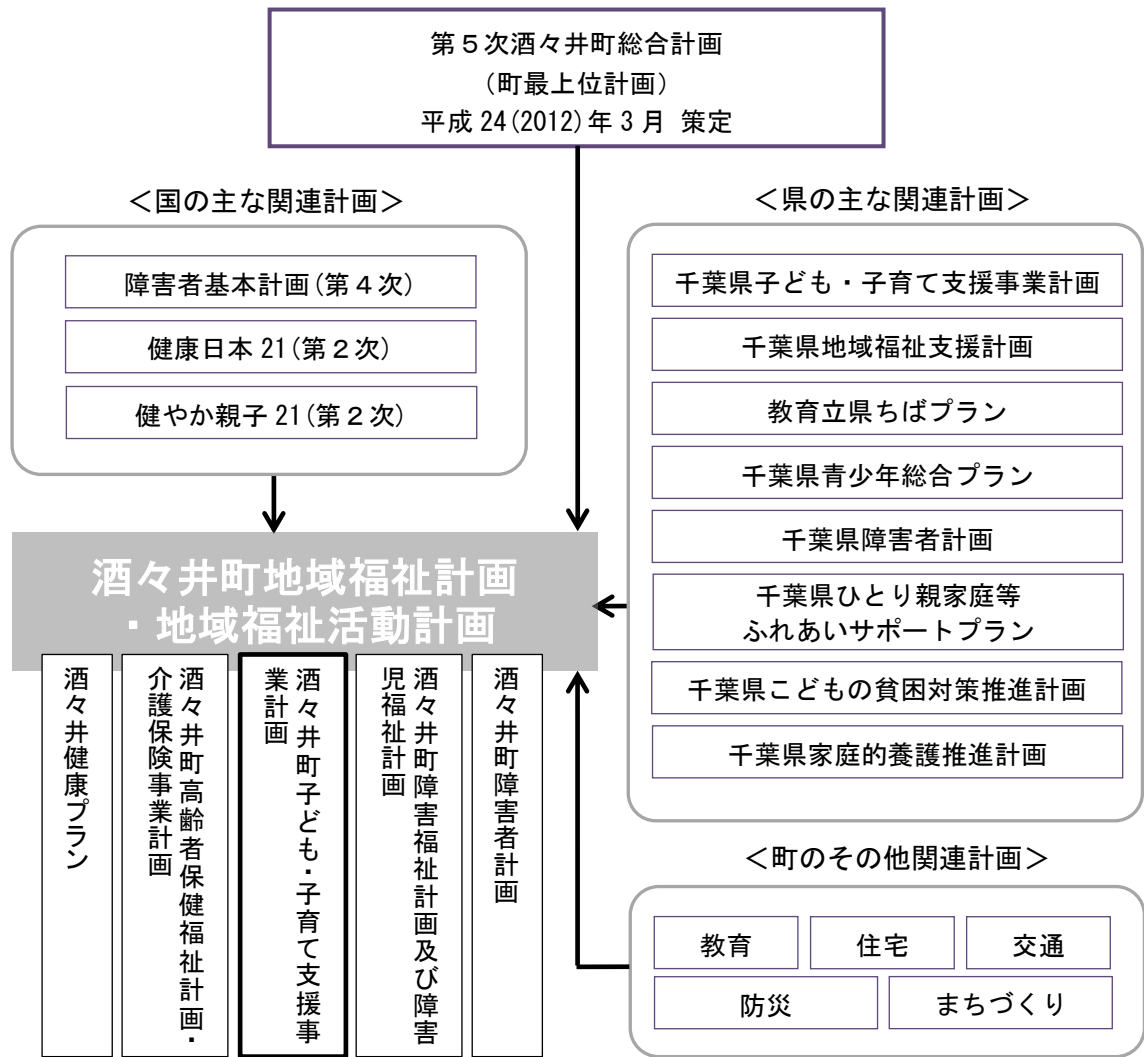 第５次酒々井町総合計画
（町最上位計画）
平成 24(2012)年 3 月 策定
＜国の主な関連計画＞
障害者基本計画(第４次)
健康日本 21(第２次)
健やか親子 21(第２次)
＜県の主な関連計画＞
千葉県子ども・子育て支援事業計画
千葉県地域福祉支援計画
教育立県ちばプラン
千葉県青少年総合プラン
千葉県障害者計画
千葉県ひとり親家庭等
ふれあいサポートプラン
千葉県こどもの貧困対策推進計画
千葉県家庭的養護推進計画
酒々井町地域福祉計画
・地域福祉活動計画
酒々井健康プラン
酒々井町高齢者保健福祉計画・
介護保険事業計画
酒々井町子ども・子育て支援事
業計画
酒々井町障害福祉計画及び障害
児福祉計画
酒々井町障害者計画
＜町のその他関連計画＞
教育
住宅
交通
防災
まちづくり